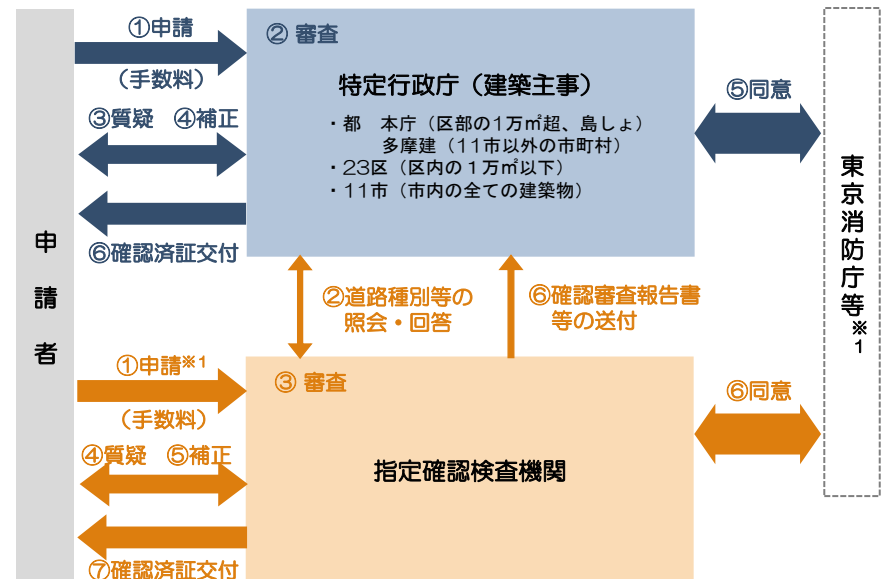 申請者
①申請
（手数料）
③質疑　④補正
⑥確認済証交付
② 審査
特定行政庁（建築主事）
・都　本庁（区部の1万㎡超、島しょ）
多摩建（11市以外の市町村）
・23区（区内の１万㎡以下）
・11市（市内の全ての建築物）
⑤同意
東京消防庁等※1
②道路種別等の
照会・回答
⑥確認審査報告書
等の送付
①申請※1
（手数料）
④質疑　⑤補正
⑦確認済証交付
③ 審査
指定確認検査機関
⑥同意